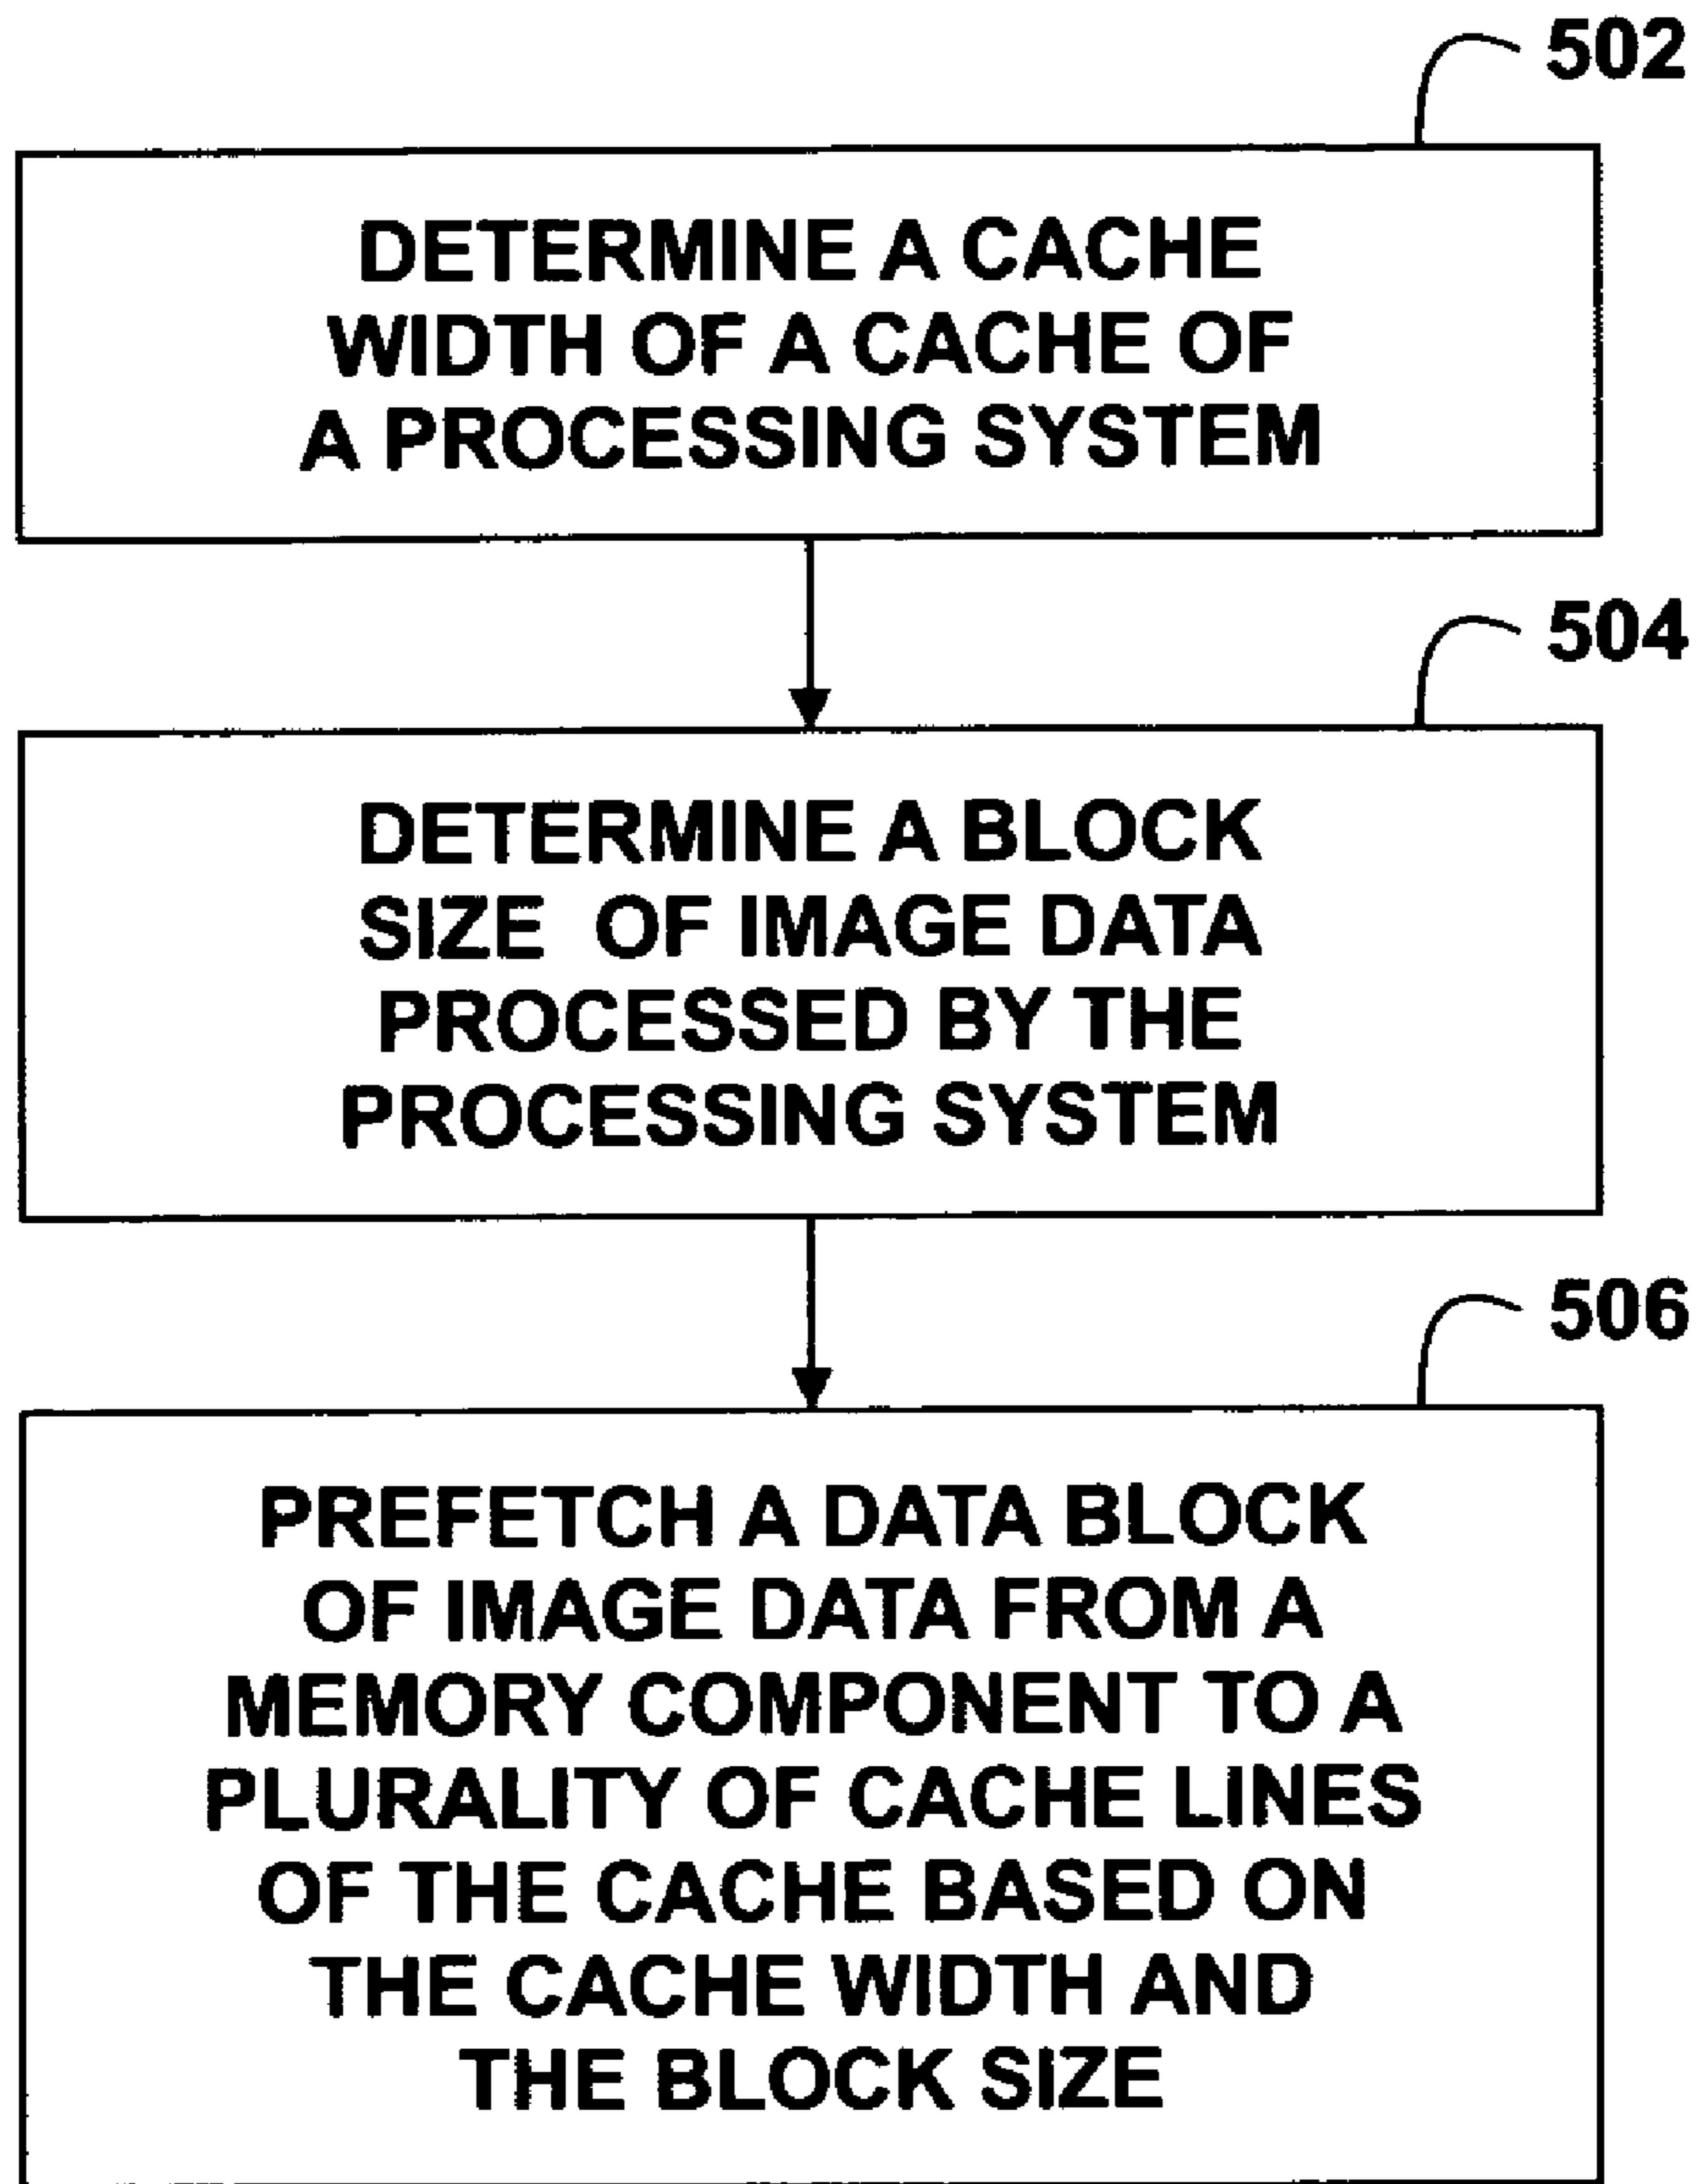 502
DETERMINE A CACHE
WIDTH OF A CACHE OF
A PROCESSING SYSTEM
504
DETERMINE A BLOCK
SIZE OF IMAGE DATA
PROCESSED BY THE
PROCESSING SYSTEM
506
PREFETCH A DATA BLOCK
OF IMAGE DATA FROM A
MEMORY COMPONENT TO A
PLURALITY OF CACHE LINES
OF THE CACHE BASED ON
THE CACHE WIDTH AND
THE BLOCK SIZE